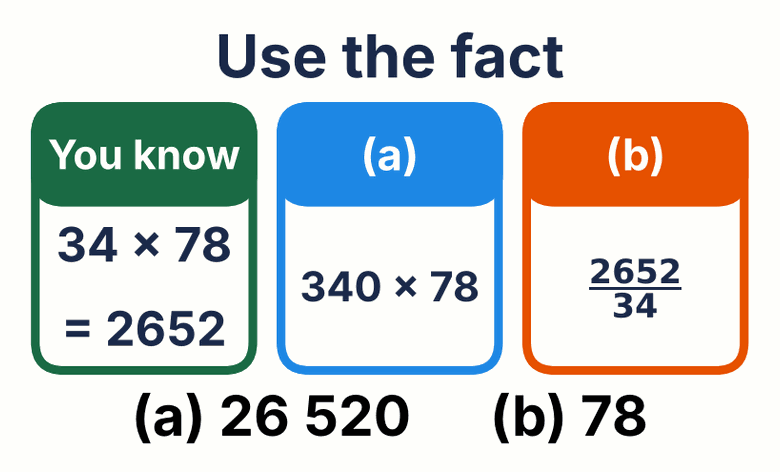 Use the fact
You know
34 × 78
= 2652
(a)
340 × 78
(b)
2652
34
(a) 26 520 (b) 78